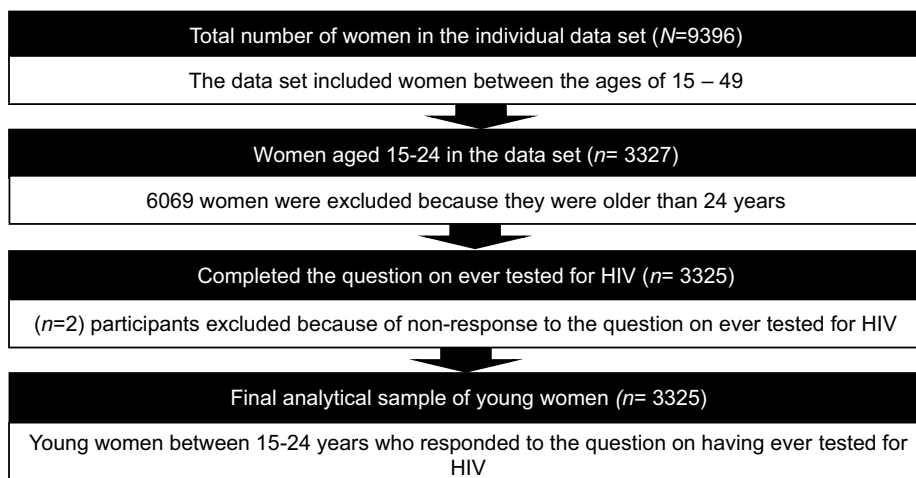 Total number of women in the individual data set (N=9396)
The data set included women between the ages of 15 – 49
Women aged 15-24 in the data set (n= 3327)
6069 women were excluded because they were older than 24 years
Completed the question on ever tested for HIV (n= 3325)
(n=2) participants excluded because of non-response to the question on ever tested for HIV
Final analytical sample of young women (n= 3325)
Young women between 15-24 years who responded to the question on having ever tested for
HIV